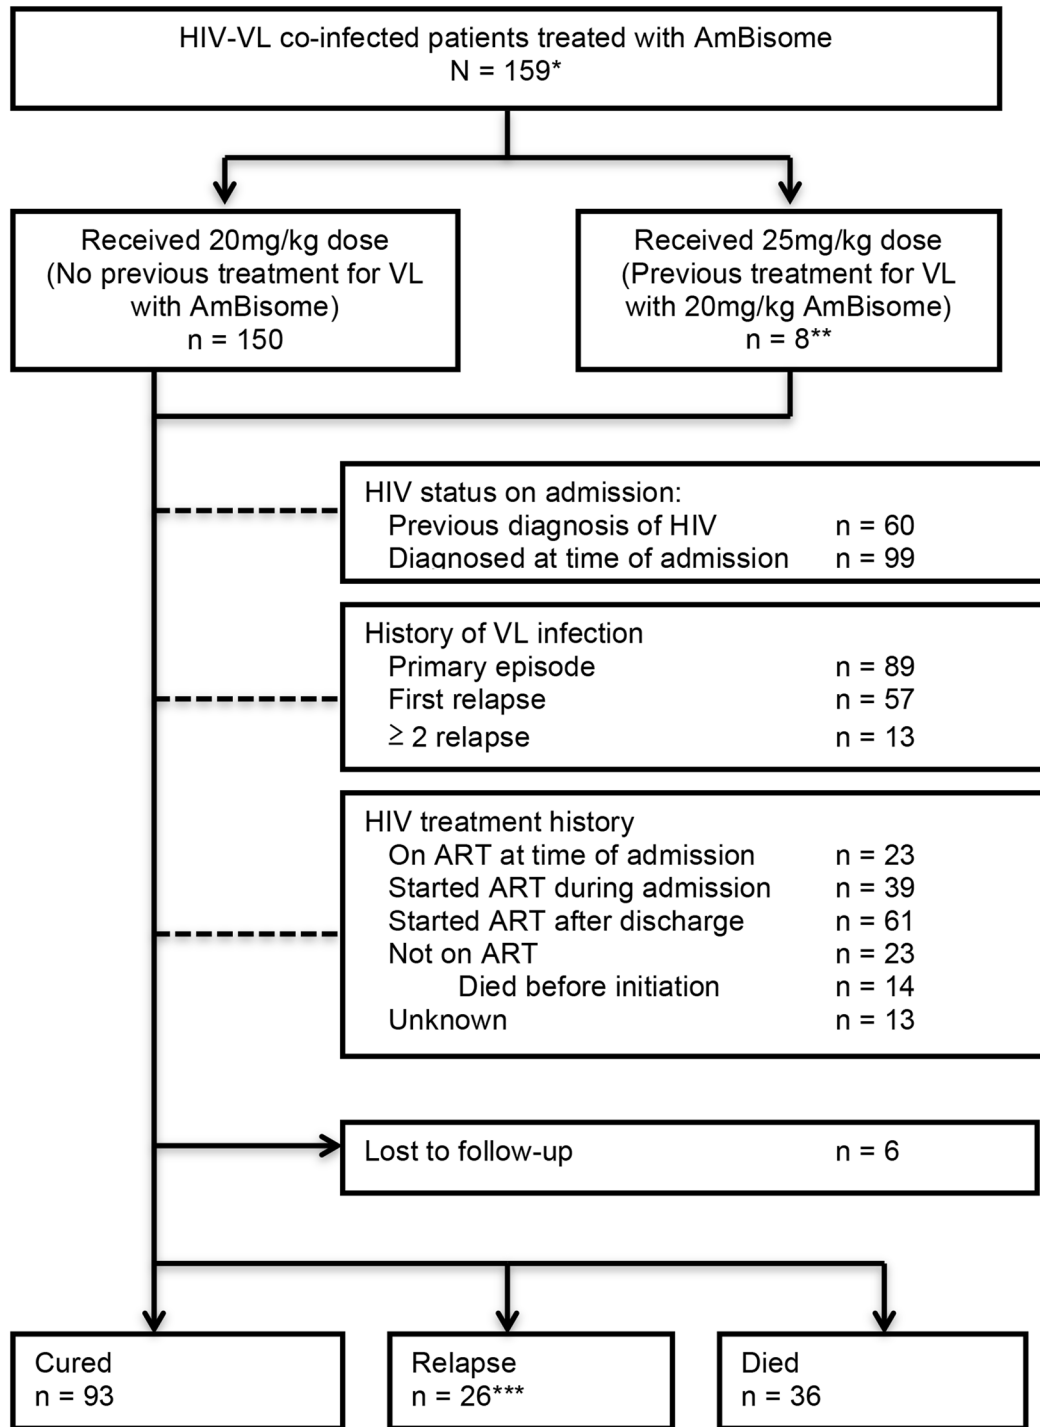 HIV-VL co-infected patients treated with AmBisome
N = 159*
Received 20mg/kg dose
(No previous treatment for VL
with AmBisome)
n = 150
Received 25mg/kg dose
(Previous treatment for VL
with 20mg/kg AmBisome)
n = 8**
HIV status on admission:
Previous diagnosis of HIV n = 60
Diagnosed at time of admission n = 99
History of VL infection
Primary episode n = 89
First relapse n = 57
≥ 2 relapse n = 13
HIV treatment history
On ART at time of admission n = 23
Started ART during admission n = 39
Started ART after discharge n = 61
Not on ART n = 23
Died before initiation n = 14
Unknown n = 13
Lost to follow-up n = 6
Cured
n = 93
Relapse
n = 26***
Died
n = 36